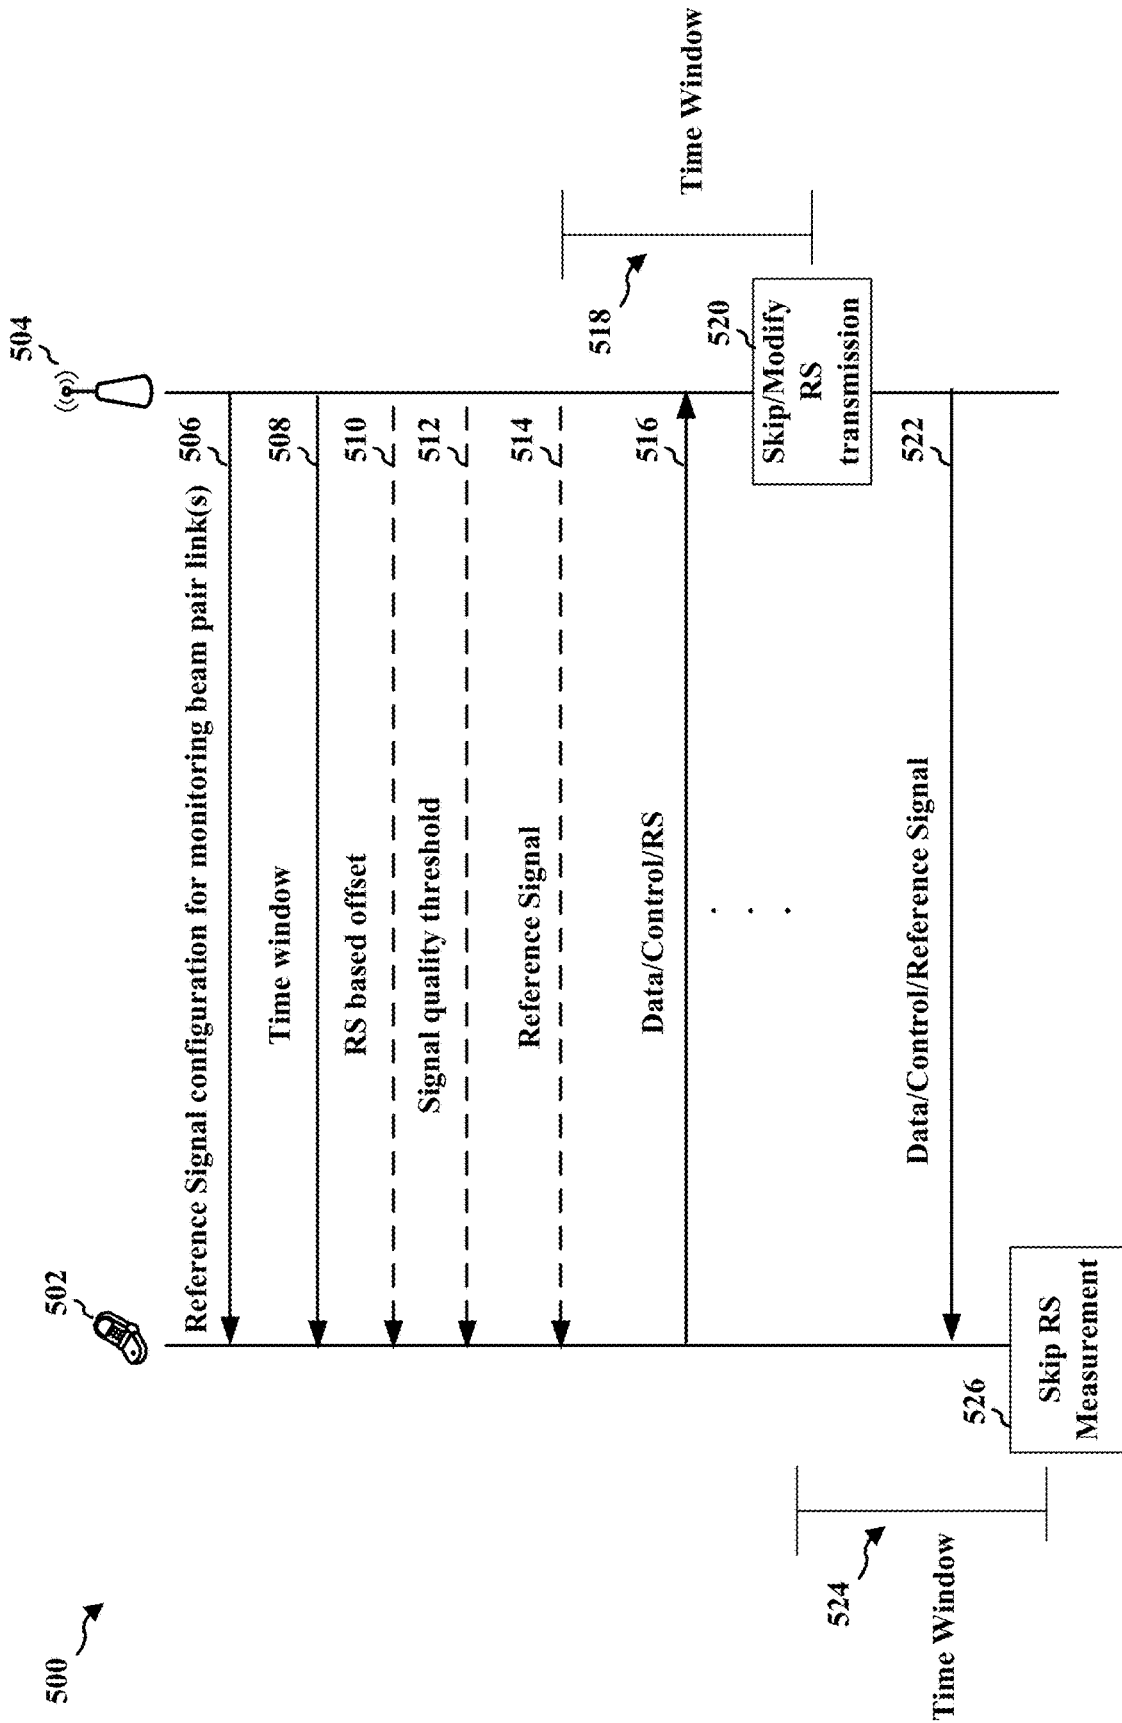 500
502
504
Reference Signal configuration for monitoring beam pair link(s)
506
Time window
508
RS based offset
510
Signal quality threshold
512
Reference Signal
514
Data/Control/RS
516
518
Time Window
. . .
520
Skip/Modify
RS
transmission
Data/Control/Reference Signal
522
524
Time Window
526
Skip RS
Measurement